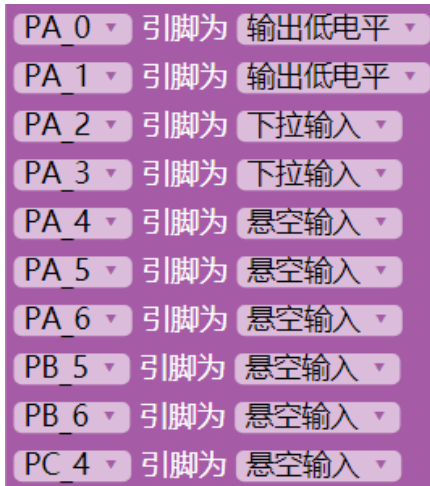 PA_0 引脚为 输出低电平
PA_1 引脚为 输出低电平
PA_2 引脚为 下拉输入
PA_3 引脚为 下拉输入
PA_4 引脚为 悬空输入
PA_5 引脚为 悬空输入
PA_6 引脚为 悬空输入
PB_5 引脚为 悬空输入
PB_6 引脚为 悬空输入
PC_4 引脚为 悬空输入